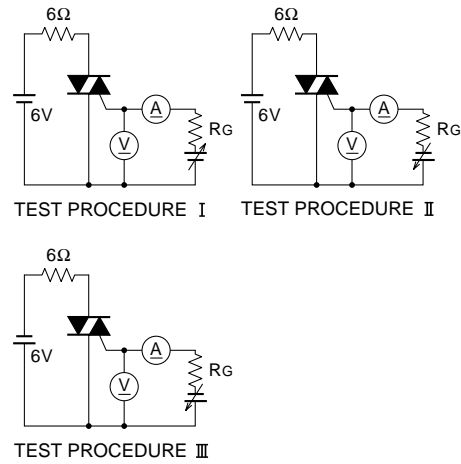 6Ω
6V
A
V
RG
TEST PROCEDURE Ⅰ
6Ω
6V
A
V
RG
TEST PROCEDURE Ⅱ
6Ω
6V
A
V
RG
TEST PROCEDURE Ⅲ